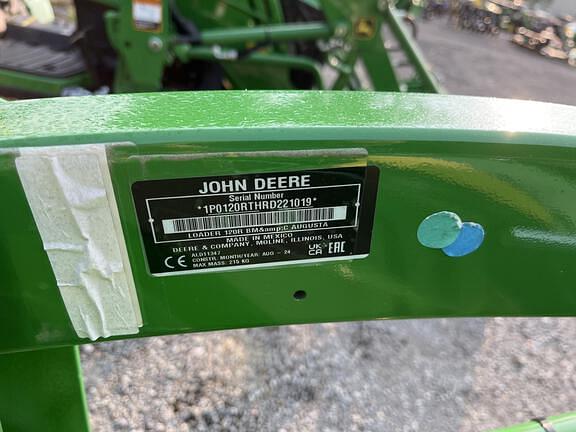 JOHN DEERE
Serial Number
*1P0120RTHRD221019*
LOADER 120R BM&amp;C AUGUSTA
MADE IN MEXICO
DEERE & COMPANY, MOLINE, ILLINOIS, USA
CE AL011347
CONSTR. MONTH/YEAR: AUG - 24
MAX MASS: 215 KG
UK CA EAC